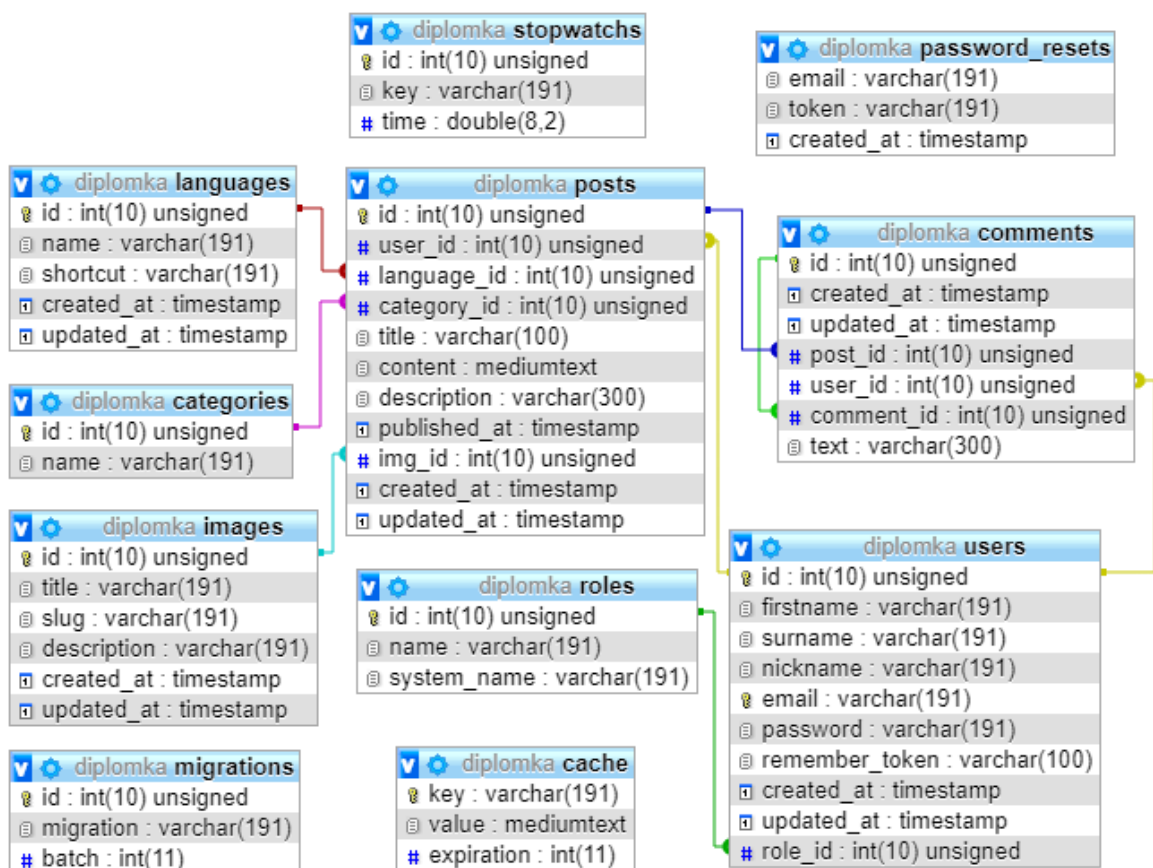 diplomka stopwatchs
id : int(10) unsigned
key : varchar(191)
time : double(8,2)
diplomka password_resets
email : varchar(191)
token : varchar(191)
created_at : timestamp
diplomka languages
id : int(10) unsigned
name : varchar(191)
shortcut : varchar(191)
created_at : timestamp
updated_at : timestamp
diplomka posts
id : int(10) unsigned
user_id : int(10) unsigned
language_id : int(10) unsigned
category_id : int(10) unsigned
title : varchar(100)
content : mediumtext
description : varchar(300)
published_at : timestamp
img_id : int(10) unsigned
created_at : timestamp
updated_at : timestamp
diplomka comments
id : int(10) unsigned
created_at : timestamp
updated_at : timestamp
post_id : int(10) unsigned
user_id : int(10) unsigned
comment_id : int(10) unsigned
text : varchar(300)
diplomka categories
id : int(10) unsigned
name : varchar(191)
diplomka images
id : int(10) unsigned
title : varchar(191)
slug : varchar(191)
description : varchar(191)
created_at : timestamp
updated_at : timestamp
diplomka roles
id : int(10) unsigned
name : varchar(191)
system_name : varchar(191)
diplomka users
id : int(10) unsigned
firstname : varchar(191)
surname : varchar(191)
nickname : varchar(191)
email : varchar(191)
password : varchar(191)
remember_token : varchar(100)
created_at : timestamp
updated_at : timestamp
role_id : int(10) unsigned
diplomka migrations
id : int(10) unsigned
migration : varchar(191)
batch : int(11)
diplomka cache
key : varchar(191)
value : mediumtext
expiration : int(11)